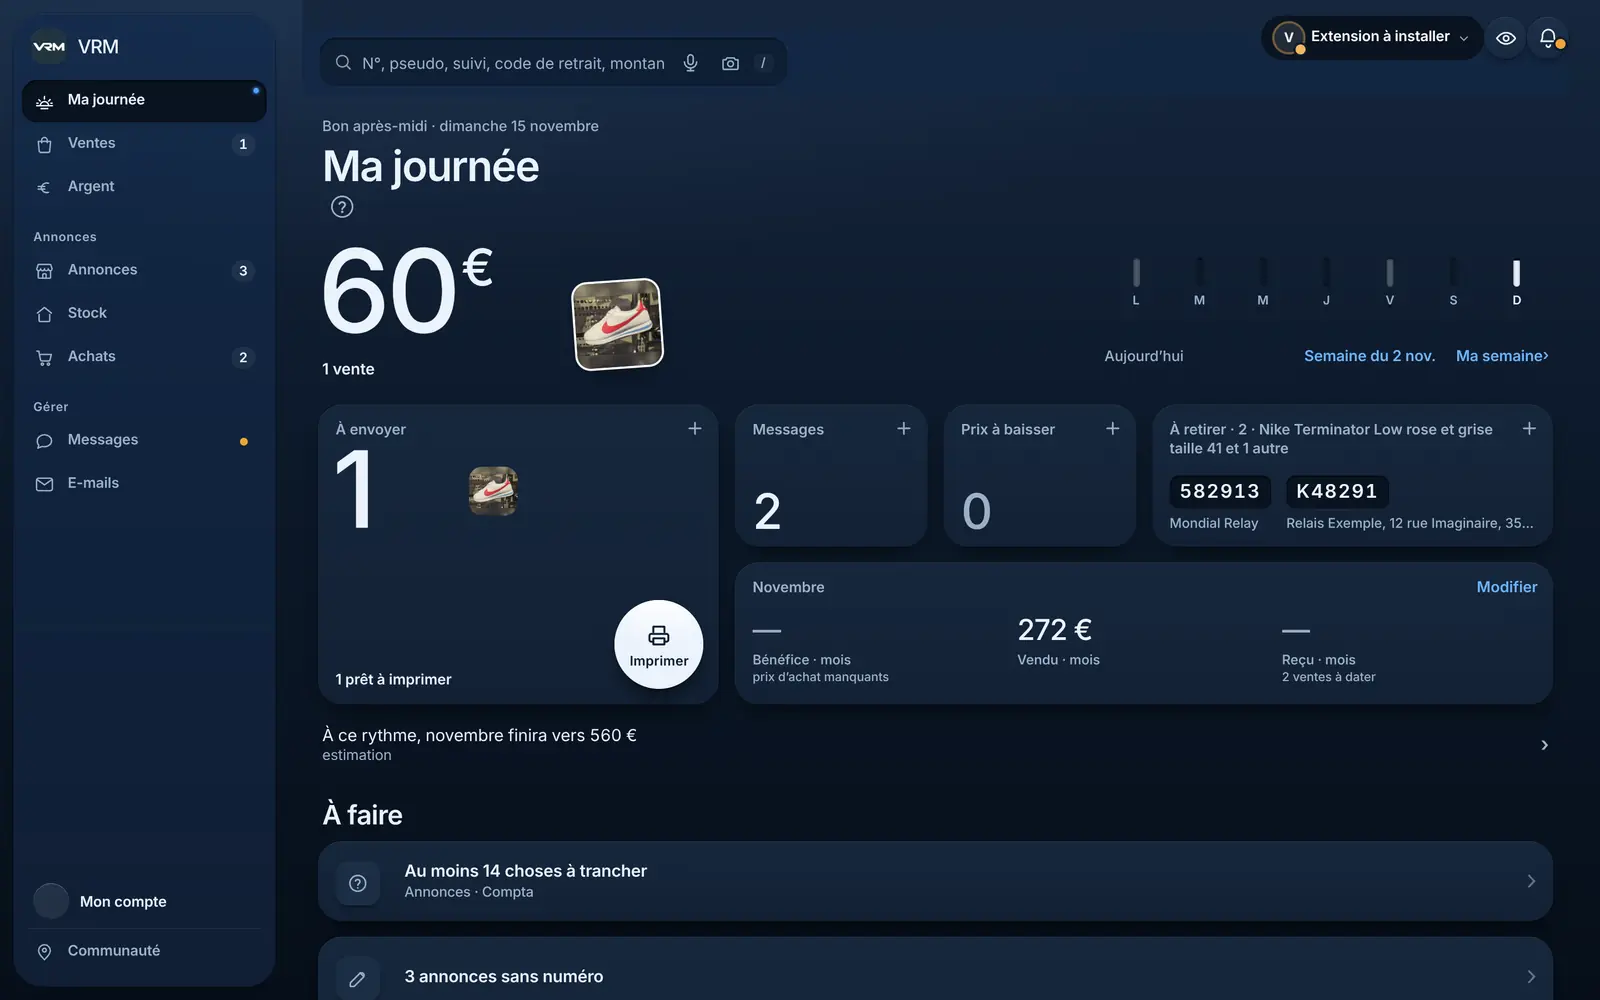 VRM VRM
Ma journée
Ventes 1
Argent
Annonces
Annonces 3
Stock
Achats 2
Gérer
Messages
E-mails
Mon compte
Communauté
N°, pseudo, suivi, code de retrait, montan /
V Extension à installer
Bon après-midi · dimanche 15 novembre
Ma journée
?
60 €
1 vente
L M M J V S D
Aujourd’hui Semaine du 2 nov. Ma semaine›
À envoyer +
1
1 prêt à imprimer
Imprimer
Messages +
2
Prix à baisser +
0
À retirer · 2 · Nike Terminator Low rose et grise +
taille 41 et 1 autre
582913 K48291
Mondial Relay Relais Exemple, 12 rue Imaginaire, 35…
Novembre Modifier
— 272 € —
Bénéfice · mois Vendu · mois Reçu · mois
prix d’achat manquants 2 ventes à dater
À ce rythme, novembre finira vers 560 €
estimation
À faire
Au moins 14 choses à trancher
Annonces · Compta
3 annonces sans numéro